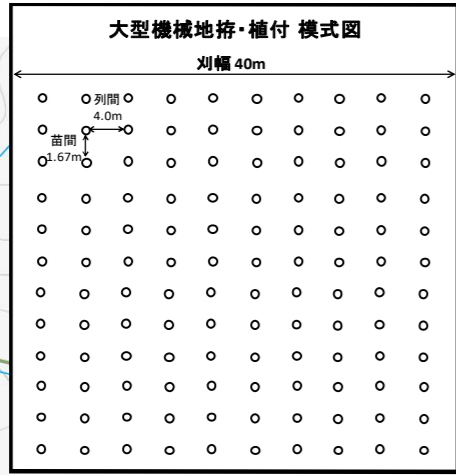 大型機械地拵・植付 模式図
刈幅 40m
列間
4.0m
苗間
1.67m